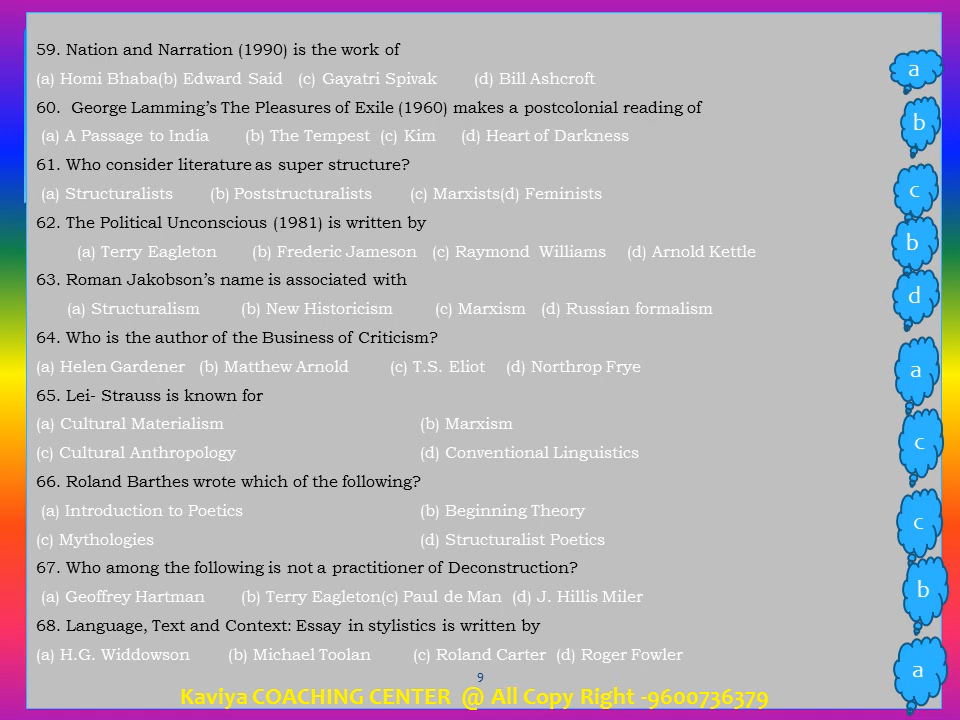 59. Nation and Narration (1990) is the work of
(a) Homi Bhaba(b) Edward Said (c) Gayatri Spivak (d) Bill Ashcroft
a
60. George Lamming’s The Pleasures of Exile (1960) makes a postcolonial reading of
(a) A Passage to India (b) The Tempest (c) Kim (d) Heart of Darkness
b
61. Who consider literature as super structure?
(a) Structuralists (b) Poststructuralists (c) Marxists(d) Feminists
c
62. The Political Unconscious (1981) is written by
(a) Terry Eagleton (b) Frederic Jameson (c) Raymond Williams (d) Arnold Kettle
b
63. Roman Jakobson’s name is associated with
(a) Structuralism (b) New Historicism (c) Marxism (d) Russian formalism
d
64. Who is the author of the Business of Criticism?
(a) Helen Gardener (b) Matthew Arnold (c) T.S. Eliot (d) Northrop Frye
a
65. Lei- Strauss is known for
(a) Cultural Materialism (b) Marxism
(c) Cultural Anthropology (d) Conventional Linguistics
c
66. Roland Barthes wrote which of the following?
(a) Introduction to Poetics (b) Beginning Theory
(c) Mythologies (d) Structuralist Poetics
c
67. Who among the following is not a practitioner of Deconstruction?
(a) Geoffrey Hartman (b) Terry Eagleton(c) Paul de Man (d) J. Hillis Miler
b
68. Language, Text and Context: Essay in stylistics is written by
(a) H.G. Widdowson (b) Michael Toolan (c) Roland Carter (d) Roger Fowler
a
9
Kaviya COACHING CENTER @ All Copy Right -9600736379